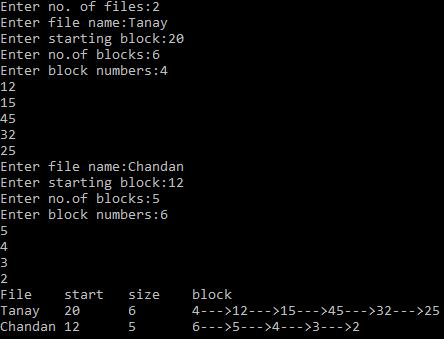 Enter no. of files:2
Enter file name:Tanay
Enter starting block:20
Enter no.of blocks:6
Enter block numbers:4
12
15
45
32
25
Enter file name:Chandan
Enter starting block:12
Enter no.of blocks:5
Enter block numbers:6
5
4
3
2
File    start   size    block
Tanay   20      6       4--->12--->15--->45--->32--->25
Chandan 12      5       6--->5--->4--->3--->2